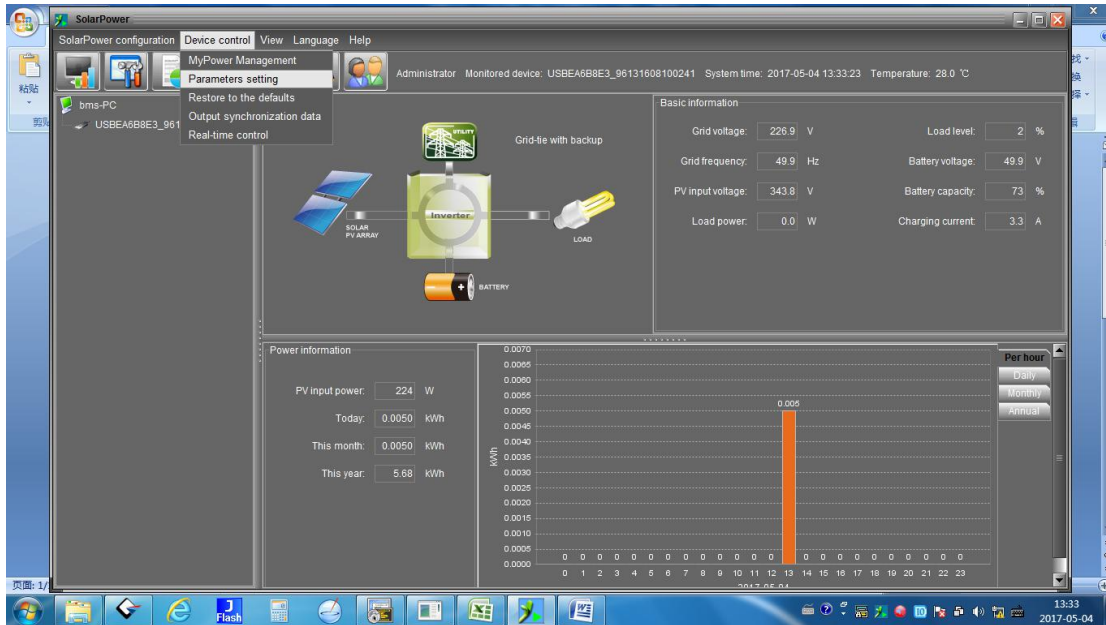 SolarPower
SolarPower configuration Device control View Language Help
MyPower Management
Parameters setting
Restore to the defaults
Output synchronization data
Real-time control
Administrator Monitored device: USBEA6B8E3_96131608100241 System time: 2017-05-04 13:33:23 Temperature: 28.0 ℃
bms-PC
USBEA6B8E3_961
粘贴
UTILITY
Grid-tie with backup
Inverter
SOLAR
PV ARRAY
LOAD
BATTERY
Basic information
Grid voltage: 226.9 V Load level: 2 %
Grid frequency: 49.9 Hz Battery voltage: 49.9 V
PV input voltage: 343.8 V Battery capacity: 73 %
Load power: 0.0 W Charging current: 3.3 A
Power information
PV input power: 224 W
Today: 0.0050 kWh
This month: 0.0050 kWh
This year: 5.68 kWh
kWh
0.0070
0.0065
0.0060
0.0055
0.0050
0.0045
0.0040
0.0035
0.0030
0.0025
0.0020
0.0015
0.0010
0.0005
0.0000
0.005
0 0 0 0 0 0 0 0 0 0 0 0 0 0 0 0 0 0 0 0 0 0 0
0 1 2 3 4 5 6 7 8 9 10 11 12 13 14 15 16 17 18 19 20 21 22 23
2017-05-04
Per hour
Daily
Monthly
Annual
页面: 1/
J
Flash
13:33
2017-05-04